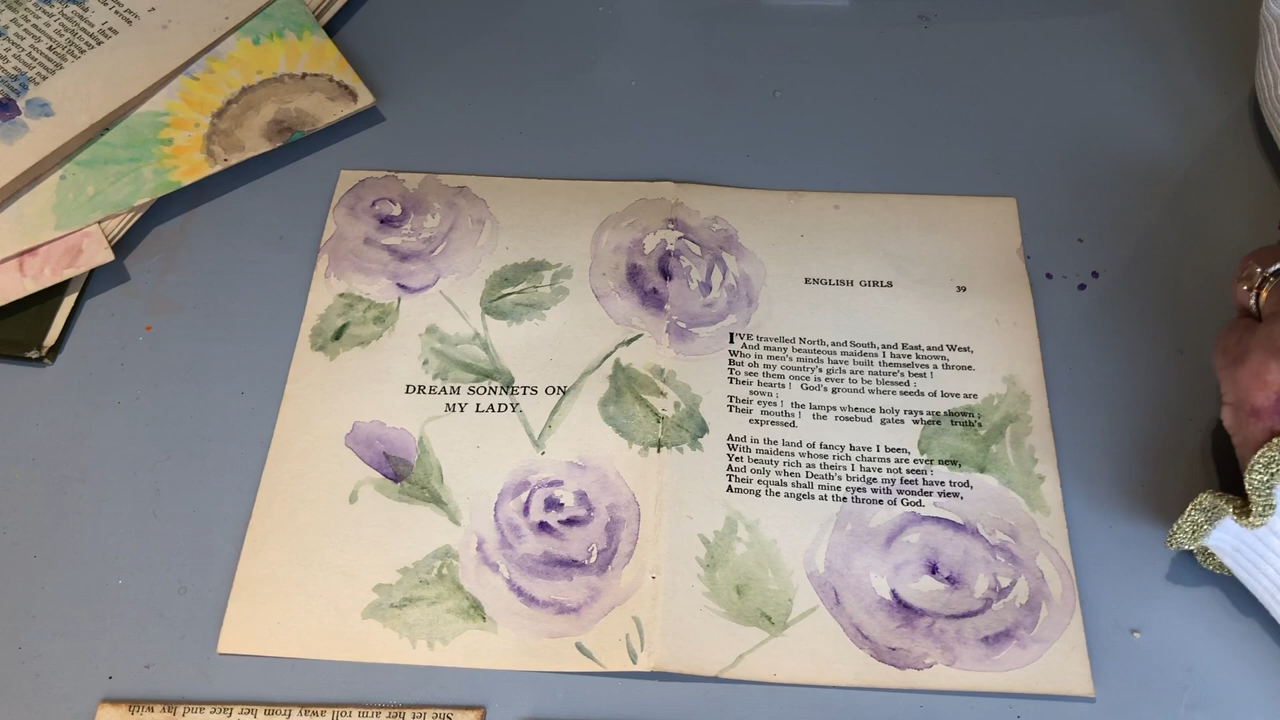 I am
DREAM SONNETS ON
MY LADY.
ENGLISH GIRLS 39
I'VE travelled North, and South, and East, and West,
And many beauteous maidens I have known,
Who in men's minds have built themselves a throne.
But oh my country's girls are nature's best !
To see them once is ever to be blessed :
Their hearts ! God's ground where seeds of love are
sown ;
Their eyes ! the lamps whence holy rays are shown ;
Their mouths ! the rosebud gates where truth's
expressed.
And in the land of fancy have I been,
With maidens whose rich charms are ever new,
Yet beauty rich as theirs I have not seen :
And only when Death's bridge my feet have trod,
Their equals shall mine eyes with wonder view,
Among the angels at the throne of God.
She let her arm roll away from her face and lay with